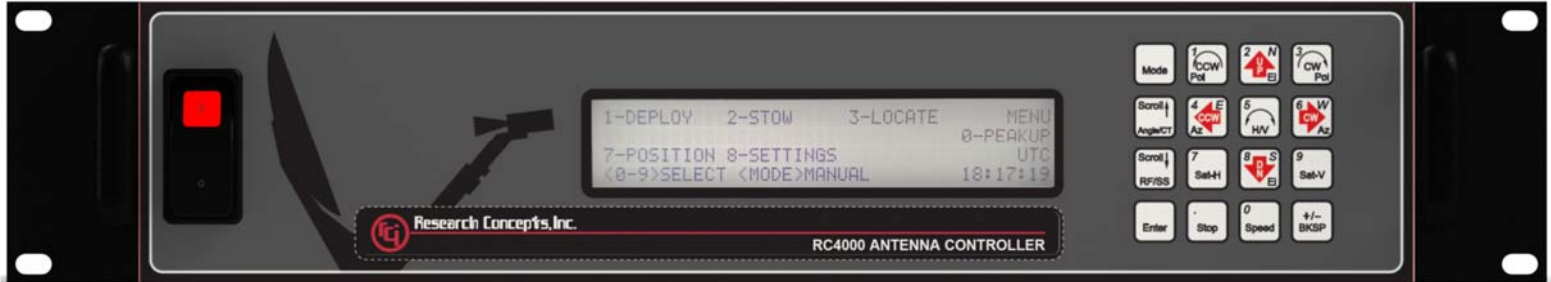 1-DEPLOY 2-STOW 3-LOCATE MENU
0-PEAKUP
7-POSITION 8-SETTINGS UTC
<0-9>SELECT <MODE>MANUAL 18:17:19
rci
Research Concepts, Inc.
RC4000 ANTENNA CONTROLLER
Mode
1 CCW Pol
2 N UP El
3 CW Pol
Scroll Angle/CT
4 E CCW Az
5 H/V
6 W CW Az
Scroll RF/SS
7 Sat-H
8 S DN El
9 Sat-V
Enter
. Stop
0 Speed
+/- BKSP